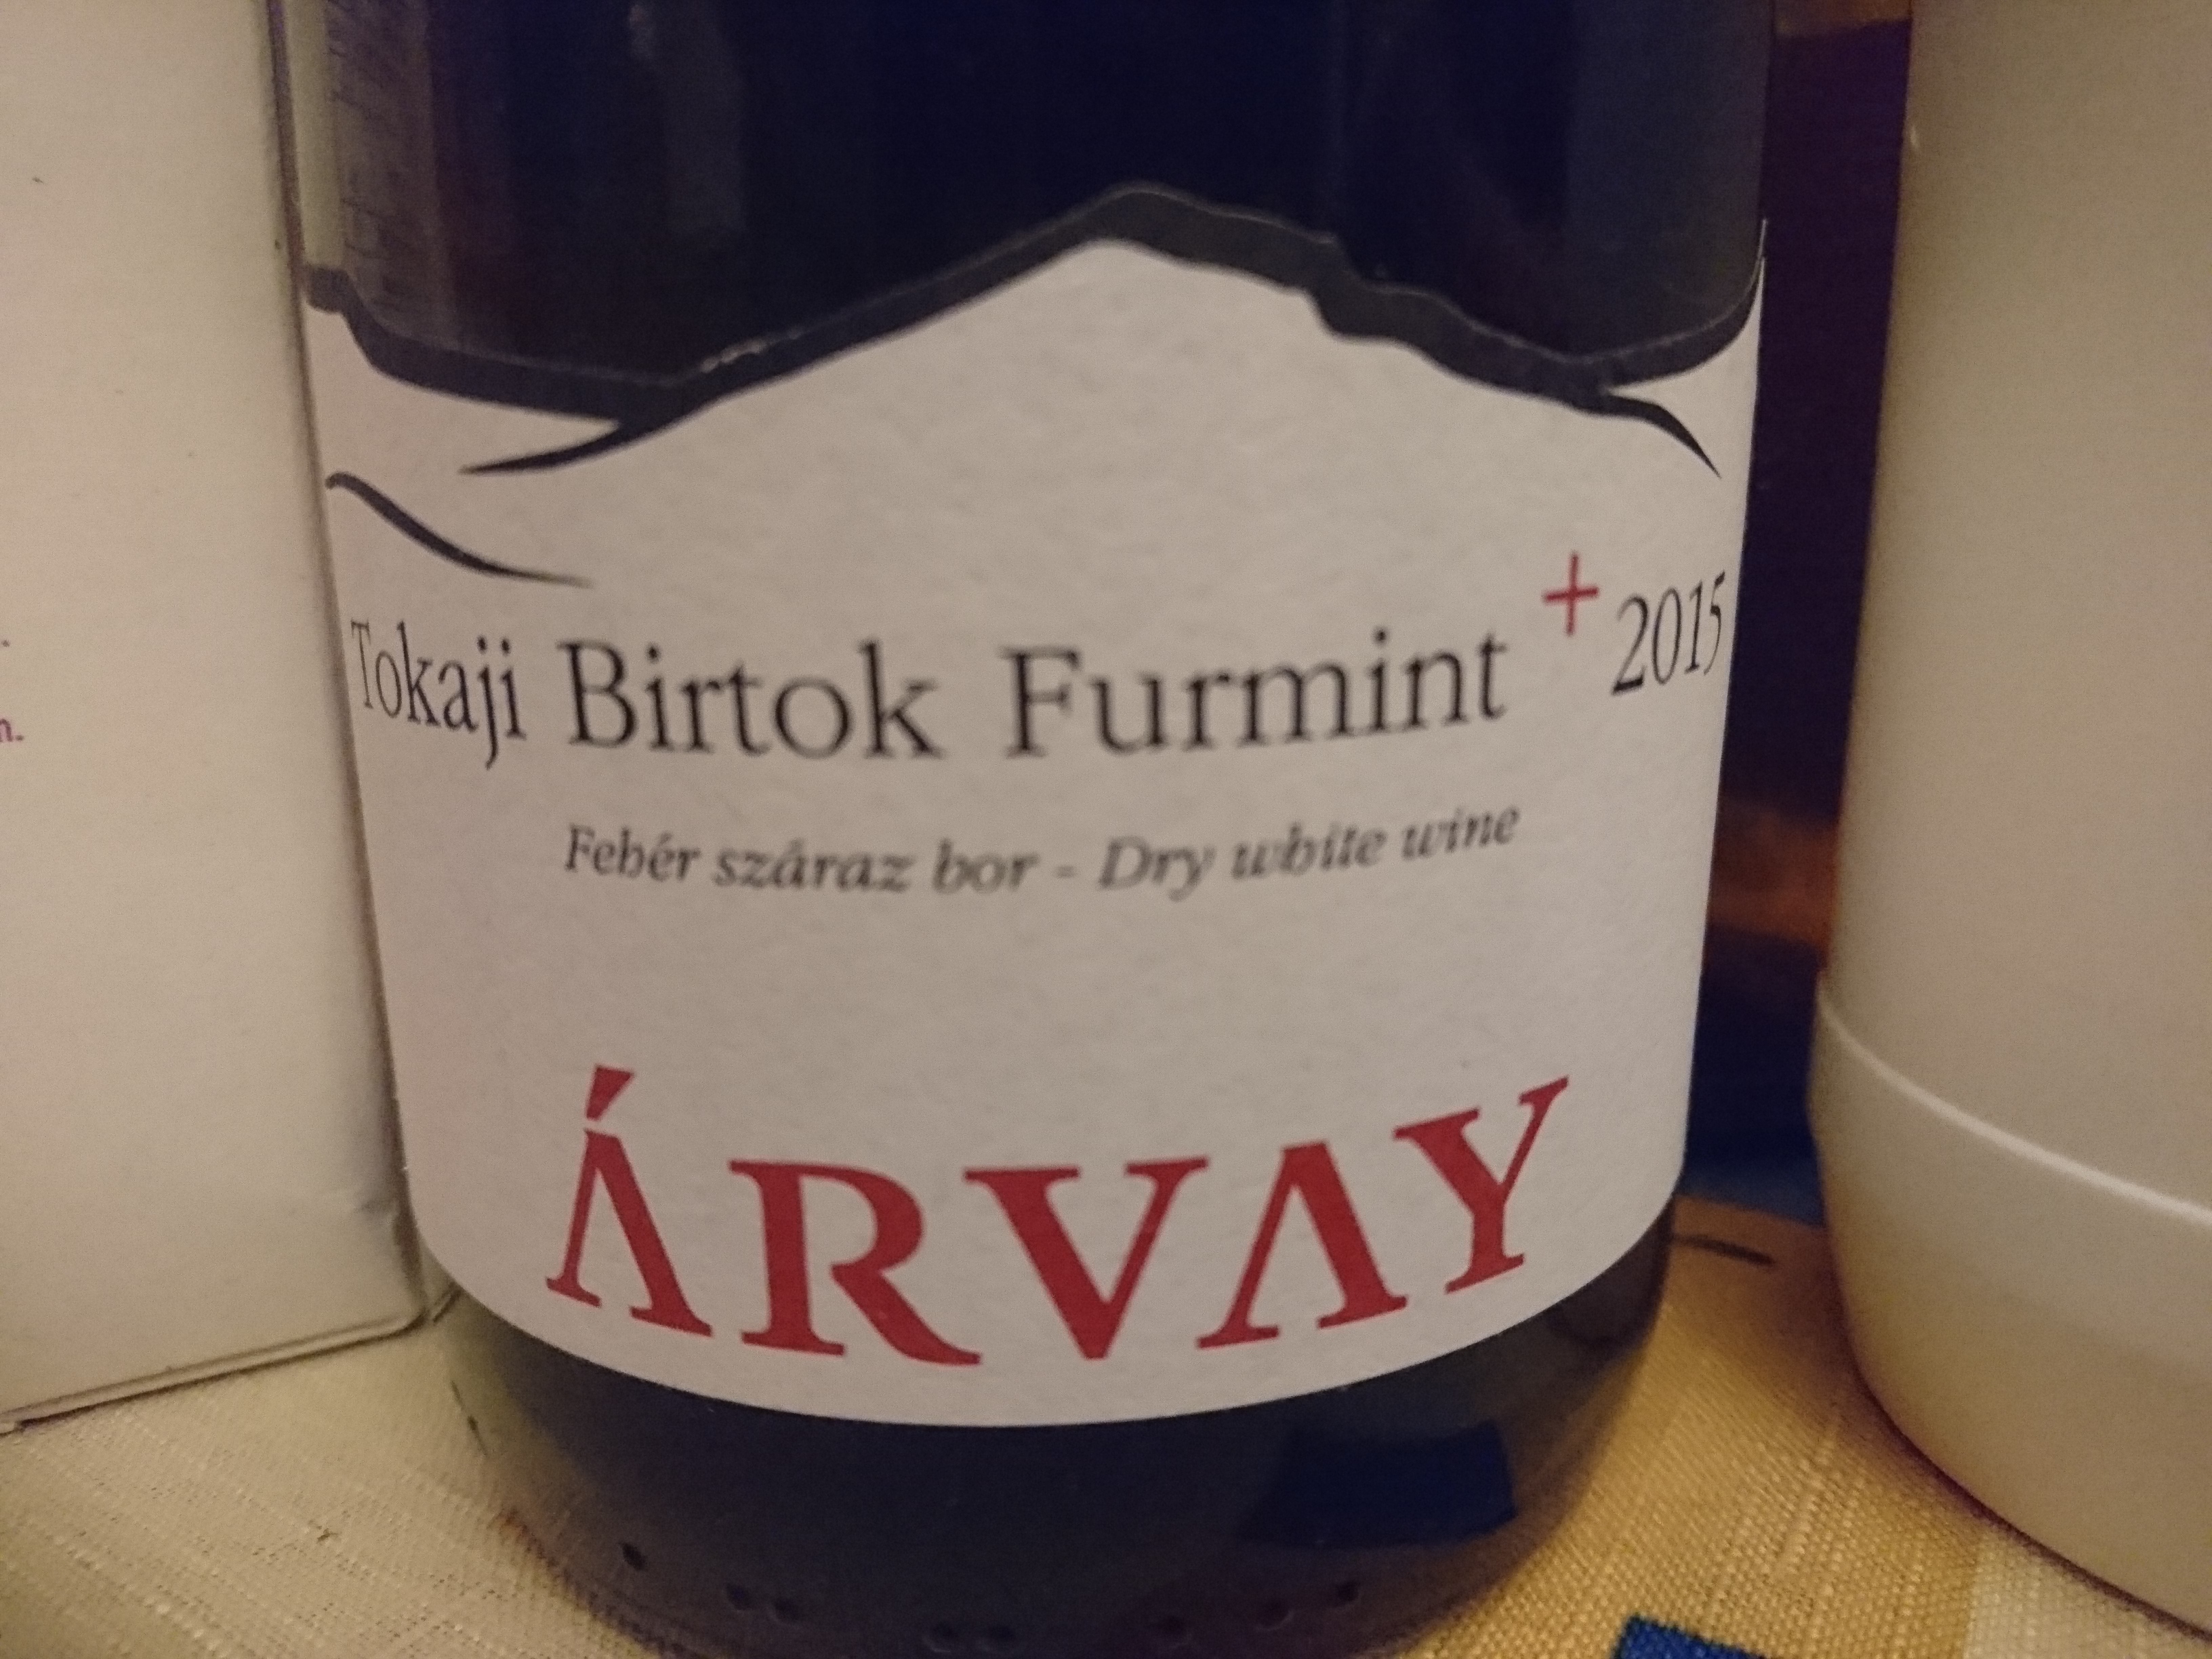 Tokaji Birtok Furmint + 2015
Fehér száraz bor - Dry white wine
ÁRVAY